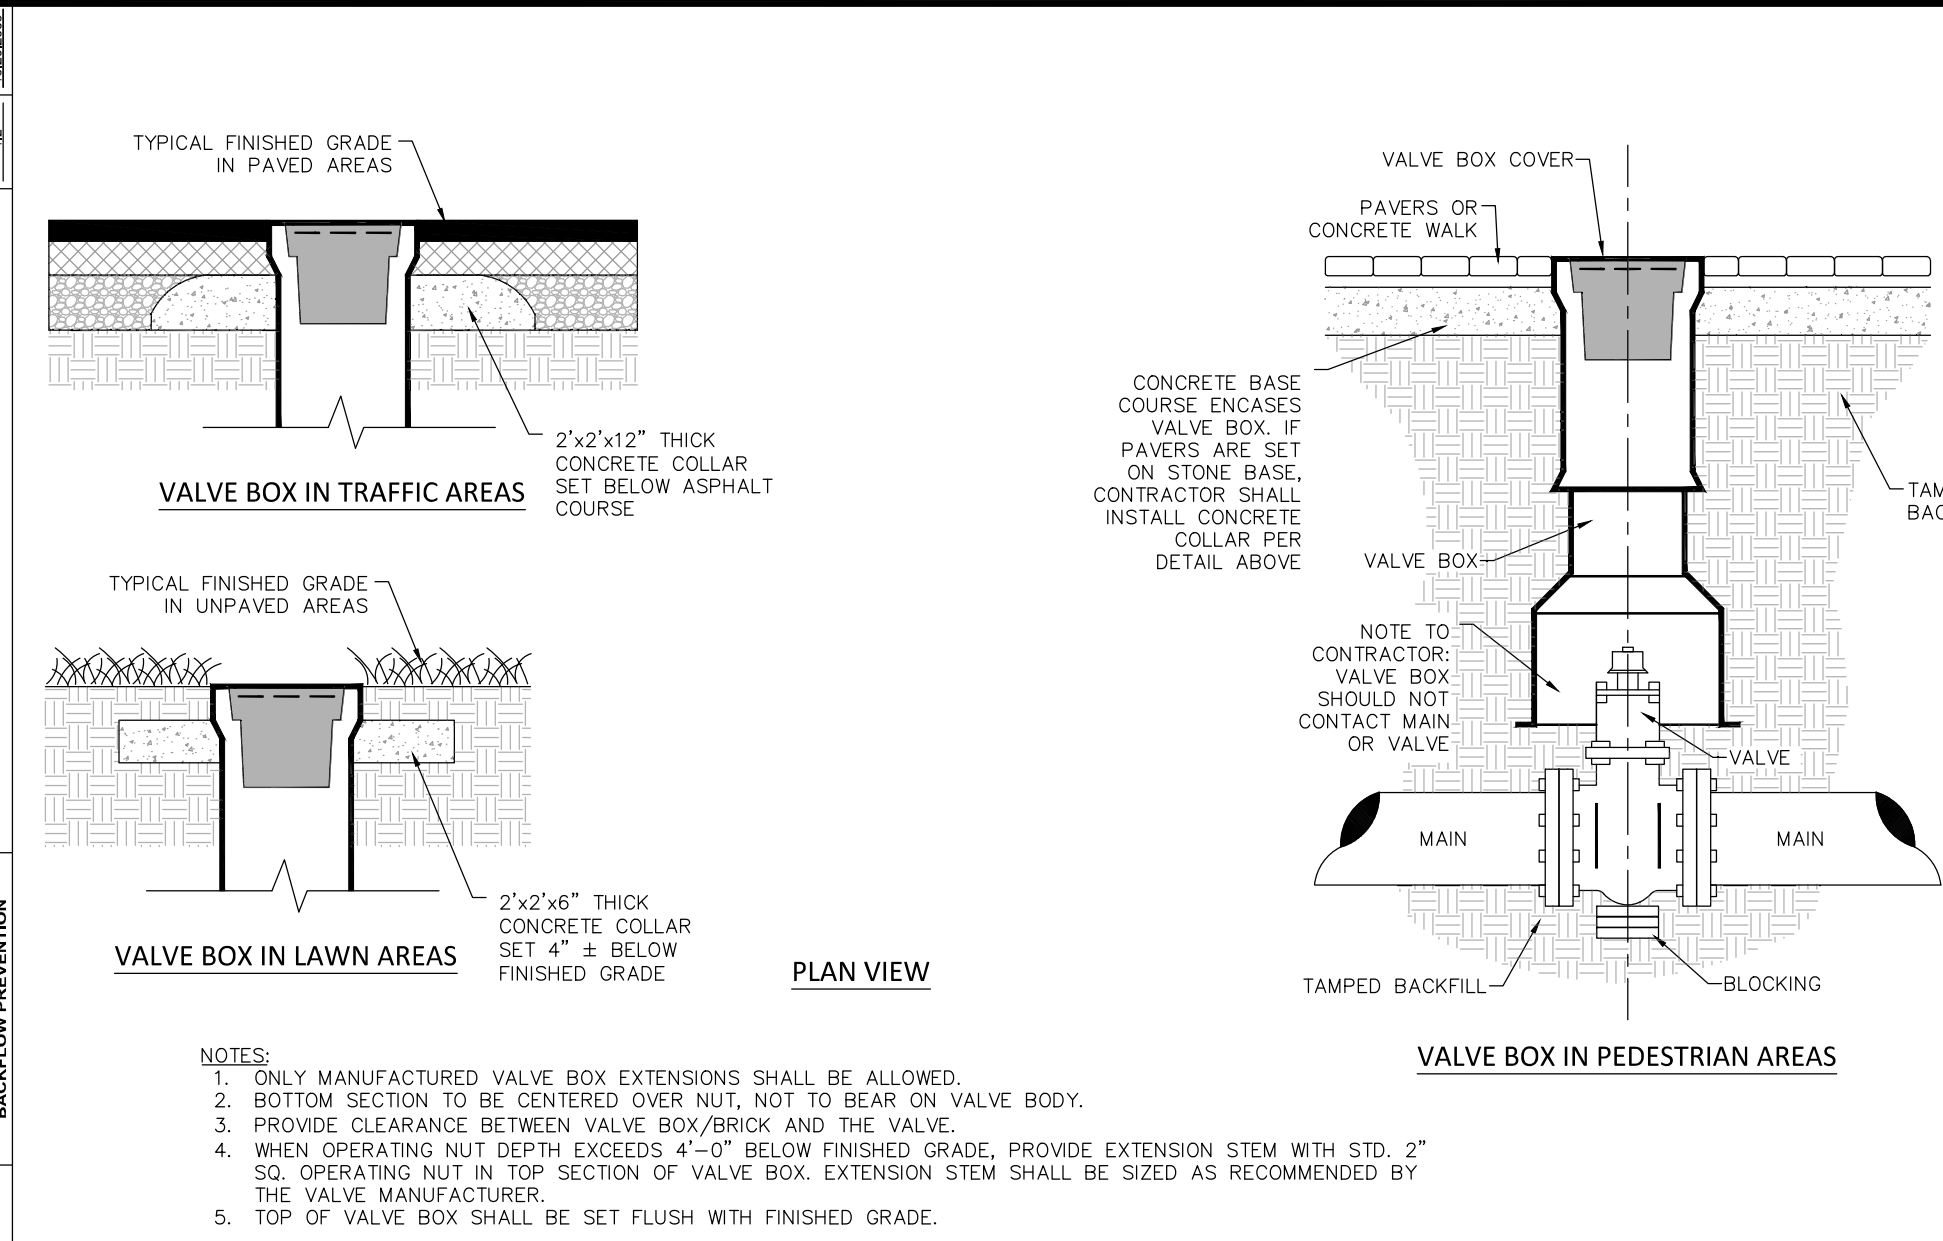 TYPICAL FINISHED GRADE
IN PAVED AREAS
2'x2'x12" THICK
CONCRETE COLLAR
SET BELOW ASPHALT
COURSE
VALVE BOX IN TRAFFIC AREAS
TYPICAL FINISHED GRADE
IN UNPAVED AREAS
2'x2'x6" THICK
CONCRETE COLLAR
SET 4" ± BELOW
FINISHED GRADE
VALVE BOX IN LAWN AREAS
PLAN VIEW
VALVE BOX COVER
PAVERS OR
CONCRETE WALK
CONCRETE BASE
COURSE ENCASES
VALVE BOX. IF
PAVERS ARE SET
ON STONE BASE,
CONTRACTOR SHALL
INSTALL CONCRETE
COLLAR PER
DETAIL ABOVE
TAM
BAC
VALVE BOX
NOTE TO
CONTRACTOR:
VALVE BOX
SHOULD NOT
CONTACT MAIN
OR VALVE
VALVE
MAIN
MAIN
TAMPED BACKFILL
BLOCKING
VALVE BOX IN PEDESTRIAN AREAS
NOTES:
1. ONLY MANUFACTURED VALVE BOX EXTENSIONS SHALL BE ALLOWED.
2. BOTTOM SECTION TO BE CENTERED OVER NUT, NOT TO BEAR ON VALVE BODY.
3. PROVIDE CLEARANCE BETWEEN VALVE BOX/BRICK AND THE VALVE.
4. WHEN OPERATING NUT DEPTH EXCEEDS 4'-0" BELOW FINISHED GRADE, PROVIDE EXTENSION STEM WITH STD. 2"
SQ. OPERATING NUT IN TOP SECTION OF VALVE BOX. EXTENSION STEM SHALL BE SIZED AS RECOMMENDED BY
THE VALVE MANUFACTURER.
5. TOP OF VALVE BOX SHALL BE SET FLUSH WITH FINISHED GRADE.
BACKFLOW PREVENTION